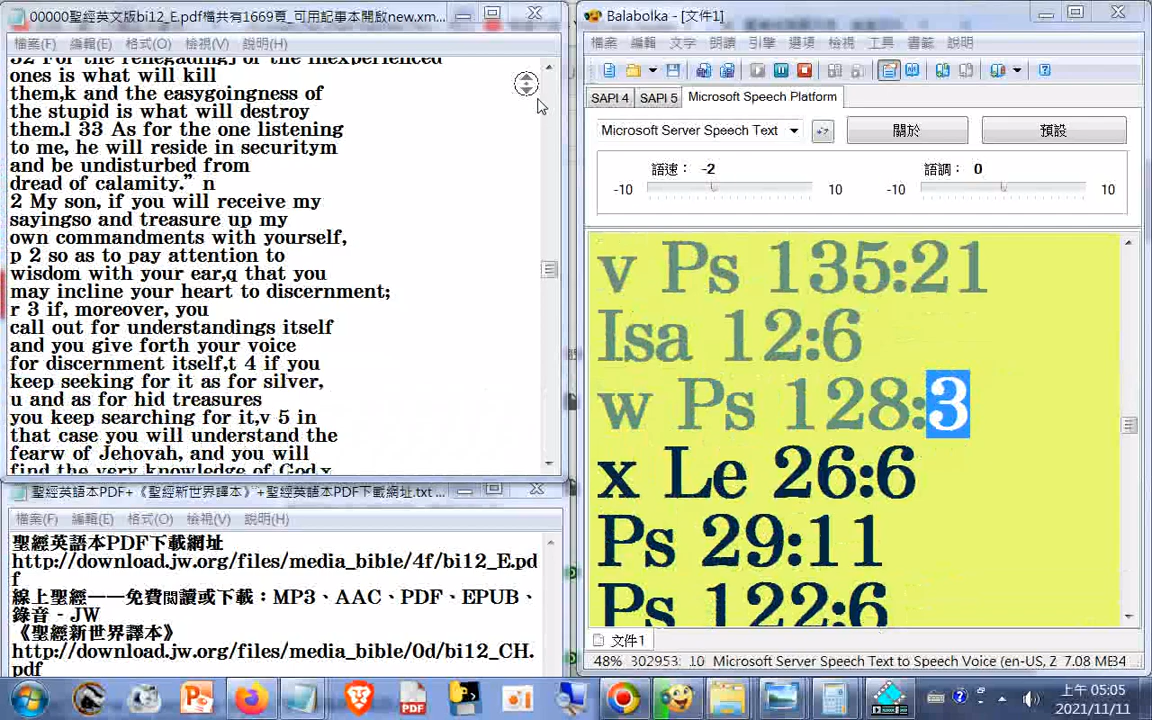 00000聖經英文版bi12_E.pdf檔共有1669頁_可用記事本開啟new.xm...
檔案(F) 編輯(E) 格式(O) 檢視(V) 說明(H)
32 For the renegading of the inexperienced
ones is what will kill
them,k and the easygoingness of
the stupid is what will destroy
them.l 33 As for the one listening
to me, he will reside in securitym
and be undisturbed from
dread of calamity.” n
2 My son, if you will receive my
sayingso and treasure up my
own commandments with yourself,
p 2 so as to pay attention to
wisdom with your ear,q that you
may incline your heart to discernment;
r 3 if, moreover, you
call out for understandings itself
and you give forth your voice
for discernment itself,t 4 if you
keep seeking for it as for silver,
u and as for hid treasures
you keep searching for it,v 5 in
that case you will understand the
fearw of Jehovah, and you will
find the very knowledge of God.x
聖經英語本PDF+《聖經新世界譯本》+聖經英語本PDF下載網址.txt ...
檔案(F) 編輯(E) 格式(O) 檢視(V) 說明(H)
聖經英語本PDF下載網址
http://download.jw.org/files/media_bible/4f/bi12_E.pd
f
線上聖經——免費閱讀或下載：MP3、AAC、PDF、EPUB、
錄音 - JW
《聖經新世界譯本》
http://download.jw.org/files/media_bible/0d/bi12_CH.
pdf
Balabolka - [文件1]
檔案 編輯 文字 朗讀 引擎 選項 檢視 工具 書籤 說明
SAPI 4 SAPI 5 Microsoft Speech Platform
Microsoft Server Speech Text 關於 預設
語速： -2 語調： 0
-10 10 -10 10
v Ps 135:21
Isa 12:6
w Ps 128:3
x Le 26:6
Ps 29:11
Ps 122:6
文件1
48% 302953: 10 Microsoft Server Speech Text to Speech Voice (en-US, Z 7.08 MB34
上午 05:05
2021/11/11